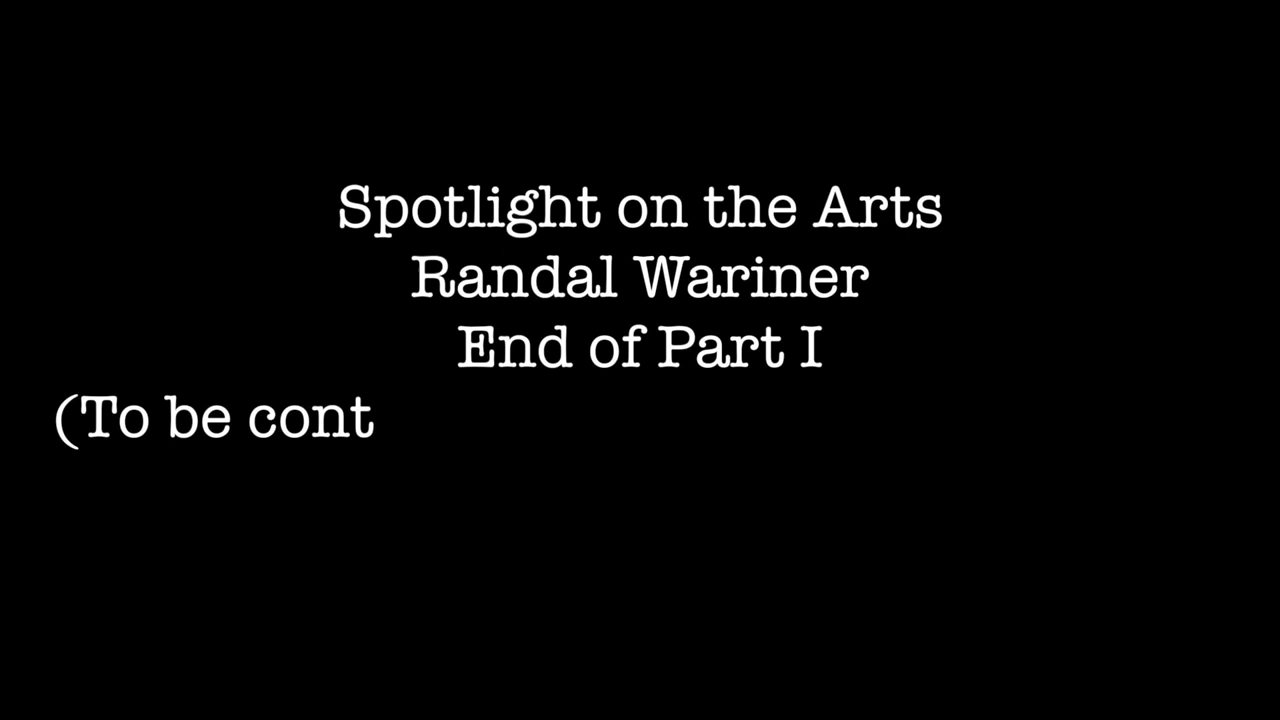 Spotlight on the Arts
Randal Wariner
End of Part I
(To be cont